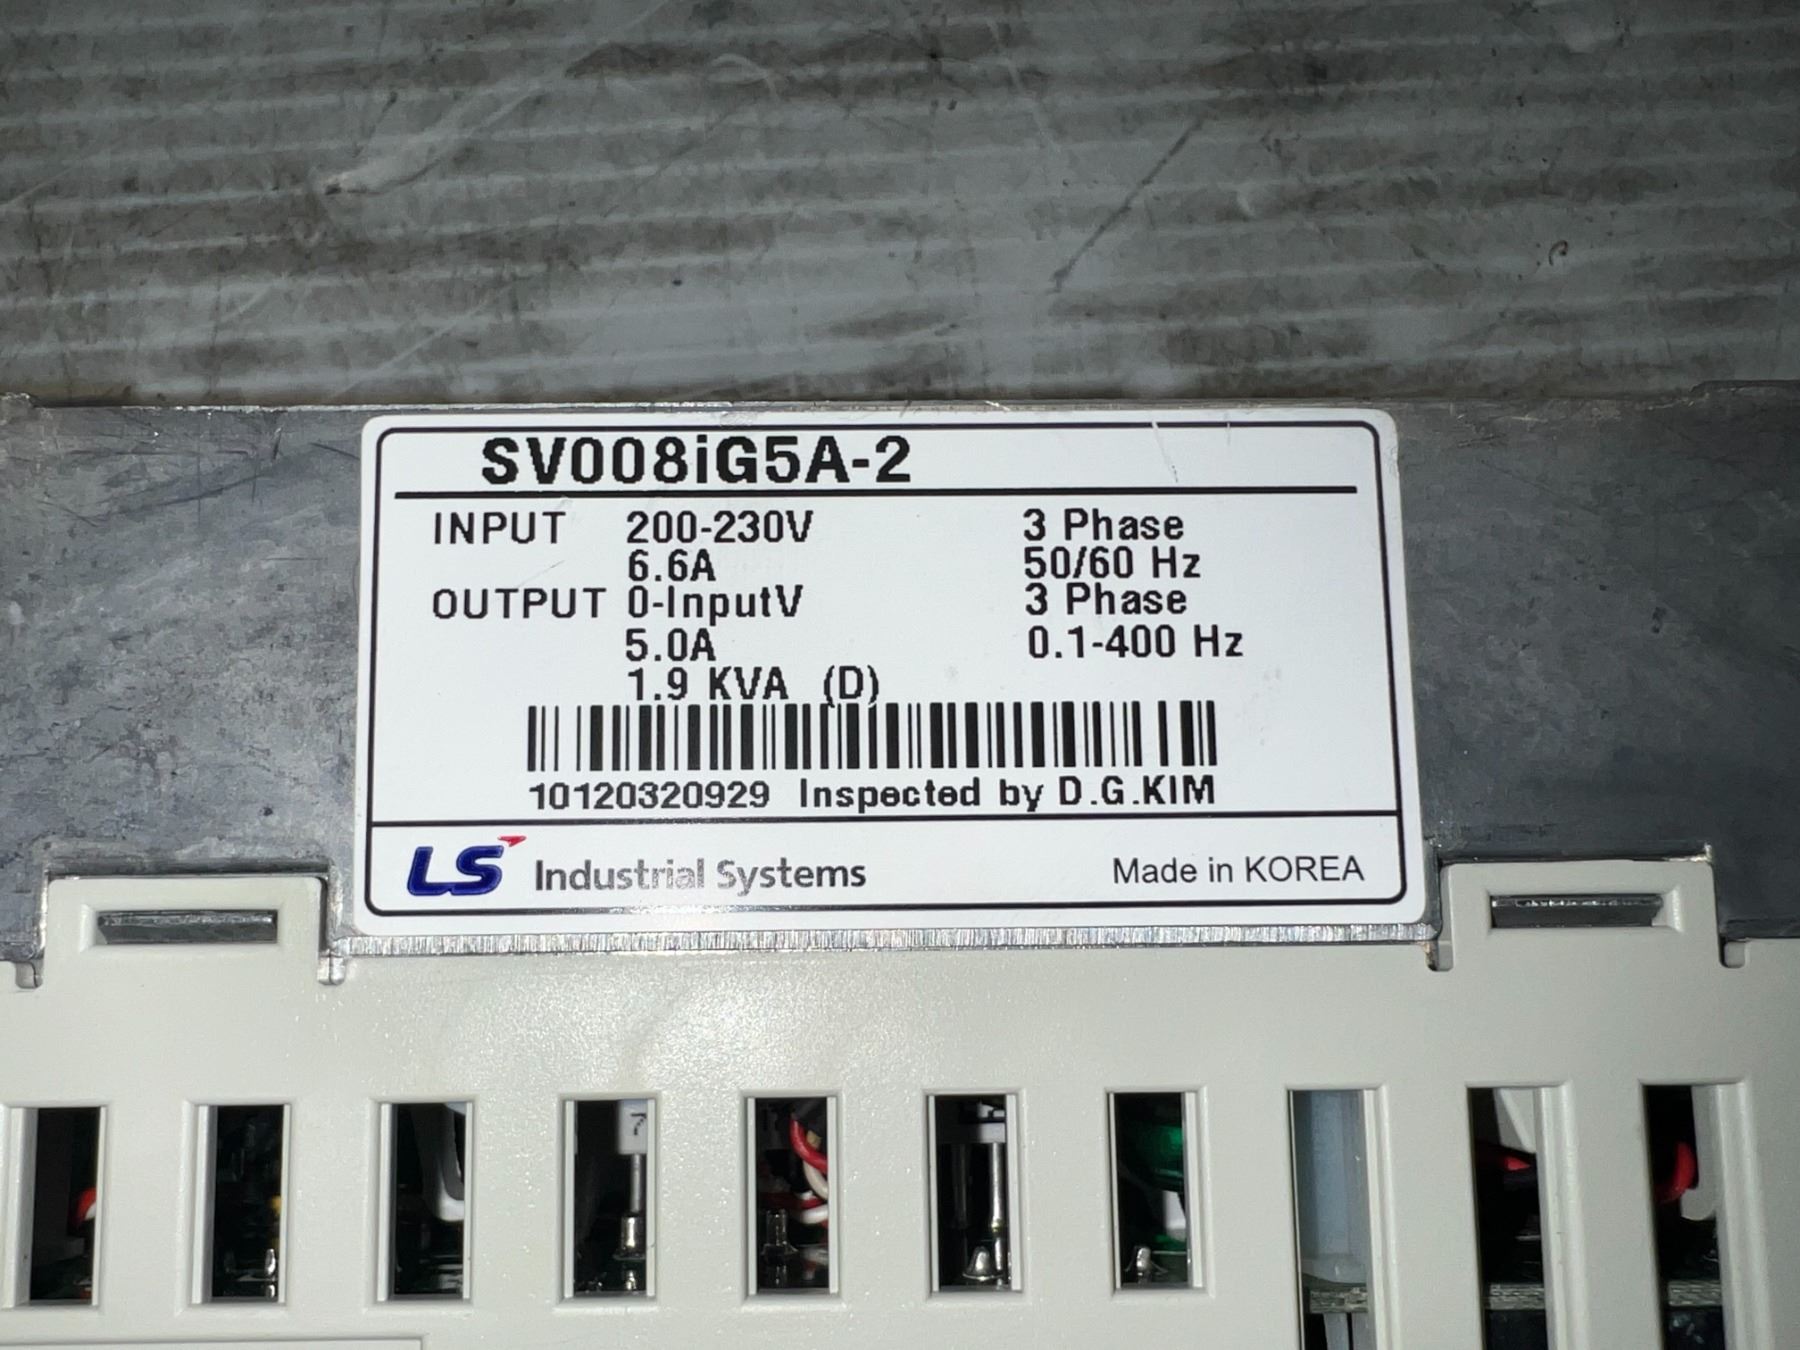 SV008iG5A-2
INPUT 200-230V 3 Phase
6.6A 50/60 Hz
OUTPUT 0-InputV 3 Phase
5.0A 0.1-400 Hz
1.9 KVA (D)
10120320929 Inspected by D.G.KIM
LS Industrial Systems Made in KOREA
7